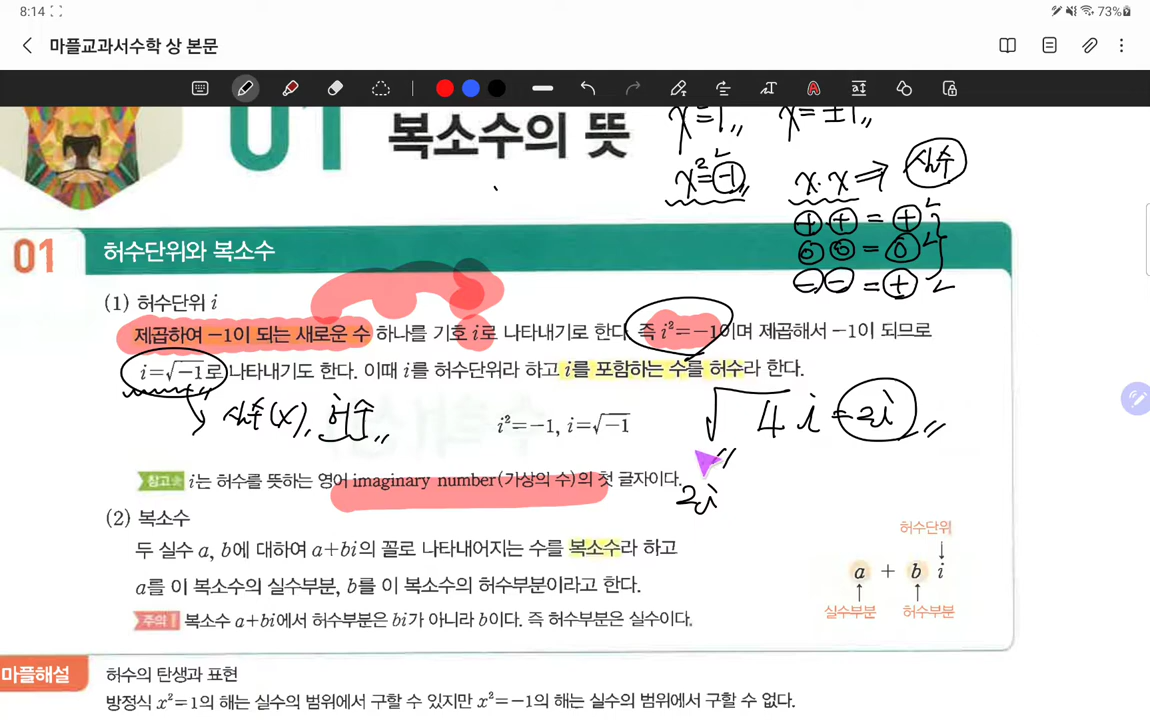 8:14
73%
마플교과서수학 상 본문
01
복소수의 뜻
x=1,, x=±1,,
x²=-1,, x·x ⇒ 실수
⊕⊕=⊕
00=0
⊖⊖=⊕
01 허수단위와 복소수
(1) 허수단위 i
제곱하여 -1이 되는 새로운 수 하나를 기호 i로 나타내기로 한다. 즉 i²=-1이며 제곱해서 -1이 되므로
i=√-1로 나타내기도 한다. 이때 i를 허수단위라 하고 i를 포함하는 수를 허수라 한다.
실수(X),, 허수,,
i²=-1, i=√-1
√ 4 i=2i,,
2i
참고 i는 허수를 뜻하는 영어 imaginary number(가상의 수)의 첫 글자이다.
(2) 복소수
두 실수 a, b에 대하여 a+bi의 꼴로 나타내어지는 수를 복소수라 하고
a를 이 복소수의 실수부분, b를 이 복소수의 허수부분이라고 한다.
주의 복소수 a+bi에서 허수부분은 bi가 아니라 b이다. 즉 허수부분은 실수이다.
허수단위
a + b i
실수부분 허수부분
마플해설 허수의 탄생과 표현
방정식 x²=1의 해는 실수의 범위에서 구할 수 있지만 x²=-1의 해는 실수의 범위에서 구할 수 없다.